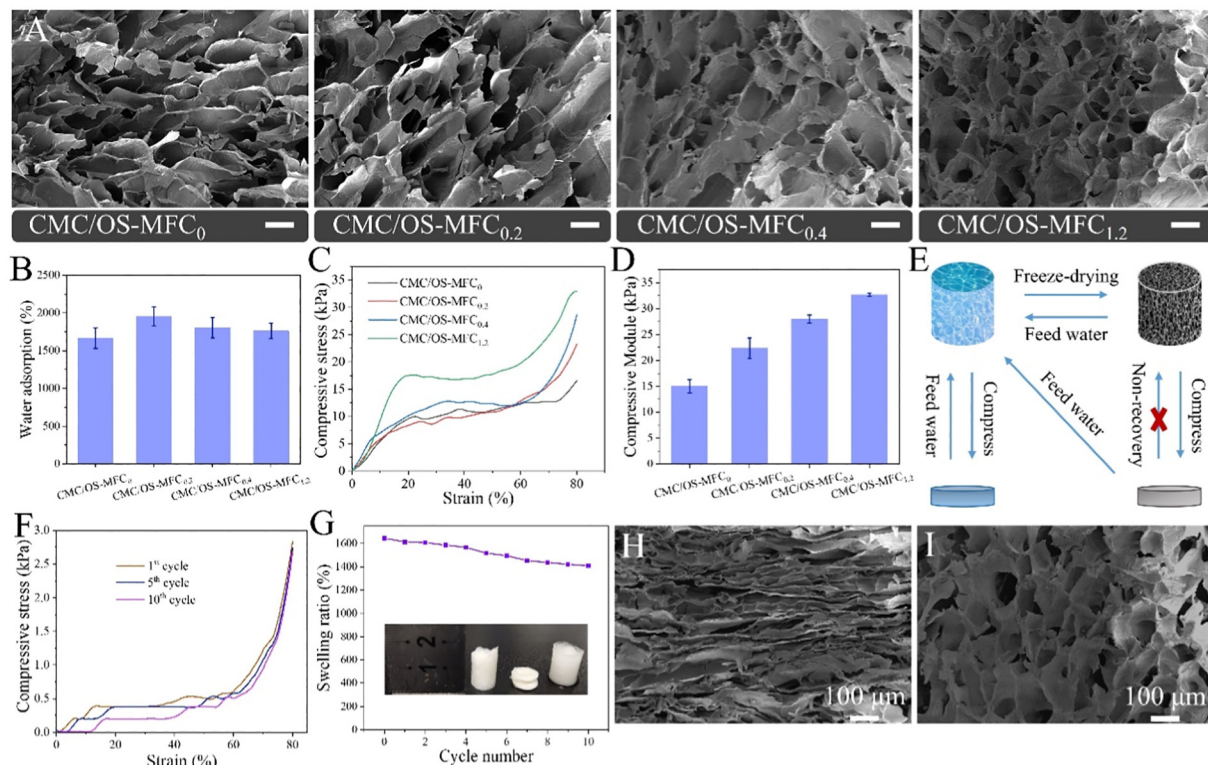 A
CMC/OS-MFC0
CMC/OS-MFC0.2
CMC/OS-MFC0.4
CMC/OS-MFC1.2
B
Water adsorption (%)
2500
2000
1750
1500
1250
1000
750
500
250
0
CMC/OS-MFC0
CMC/OS-MFC0.2
CMC/OS-MFC0.4
CMC/OS-MFC1.2
C
Compressive stress (kPa)
35
30
25
20
15
10
5
0
CMC/OS-MFC0
CMC/OS-MFC0.2
CMC/OS-MFC0.4
CMC/OS-MFC1.2
0 20 40 60 80
Strain (%)
D
Compressive Module (kPa)
35
30
25
20
15
10
5
0
CMC/OS-MFC0
CMC/OS-MFC0.2
CMC/OS-MFC0.4
CMC/OS-MFC1.2
E
Freeze-drying
Feed water
Feed water
Compress
Feed water
Non-recovery
Compress
F
Compressive stress (kPa)
3.0
2.4
1.8
1.2
0.5
0.0
1st cycle
5th cycle
10th cycle
0 20 40 60 80
Strain (%)
G
Swelling ratio (%)
1600
1400
1200
1000
800
600
400
200
0
1 2
0 2 4 6 8 10
Cycle number
H
100 μm
I
100 μm